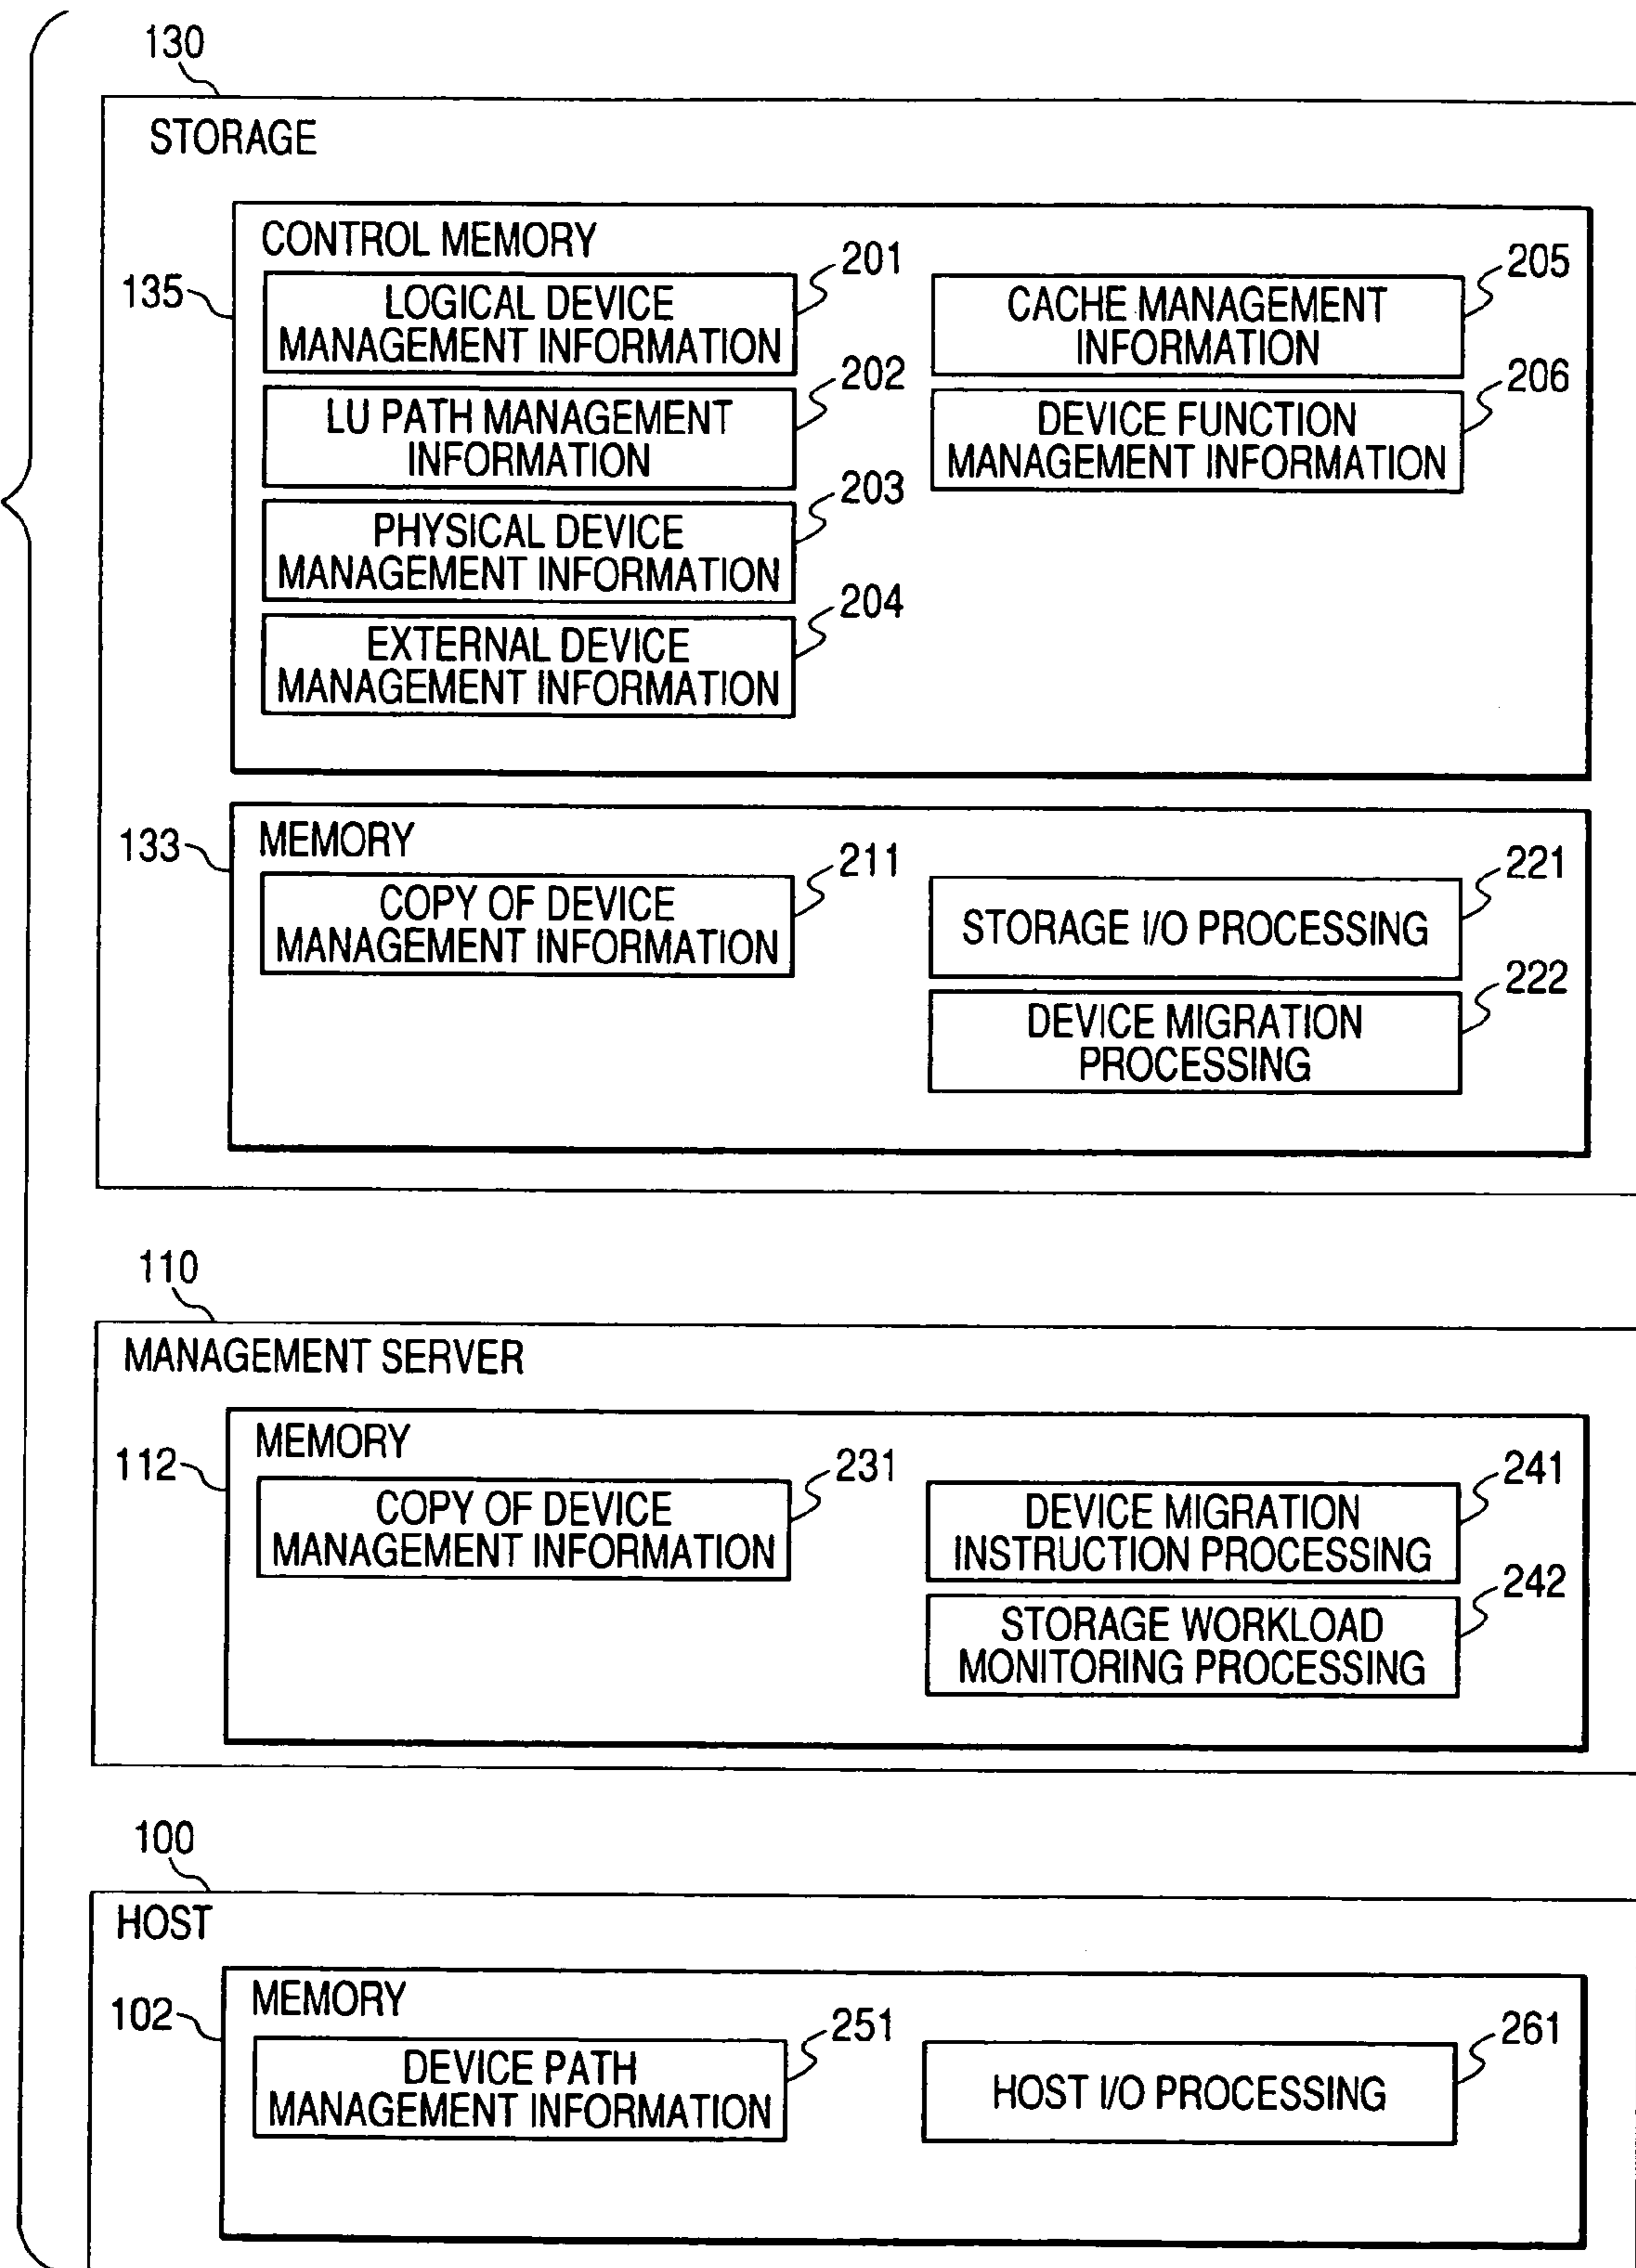 130
STORAGE
CONTROL MEMORY
135
201
LOGICAL DEVICE
MANAGEMENT INFORMATION
202
LU PATH MANAGEMENT
INFORMATION
203
PHYSICAL DEVICE
MANAGEMENT INFORMATION
204
EXTERNAL DEVICE
MANAGEMENT INFORMATION
205
CACHE MANAGEMENT
INFORMATION
206
DEVICE FUNCTION
MANAGEMENT INFORMATION
133
MEMORY
211
COPY OF DEVICE
MANAGEMENT INFORMATION
221
STORAGE I/O PROCESSING
222
DEVICE MIGRATION
PROCESSING
110
MANAGEMENT SERVER
112
MEMORY
231
COPY OF DEVICE
MANAGEMENT INFORMATION
241
DEVICE MIGRATION
INSTRUCTION PROCESSING
242
STORAGE WORKLOAD
MONITORING PROCESSING
100
HOST
102
MEMORY
251
DEVICE PATH
MANAGEMENT INFORMATION
261
HOST I/O PROCESSING